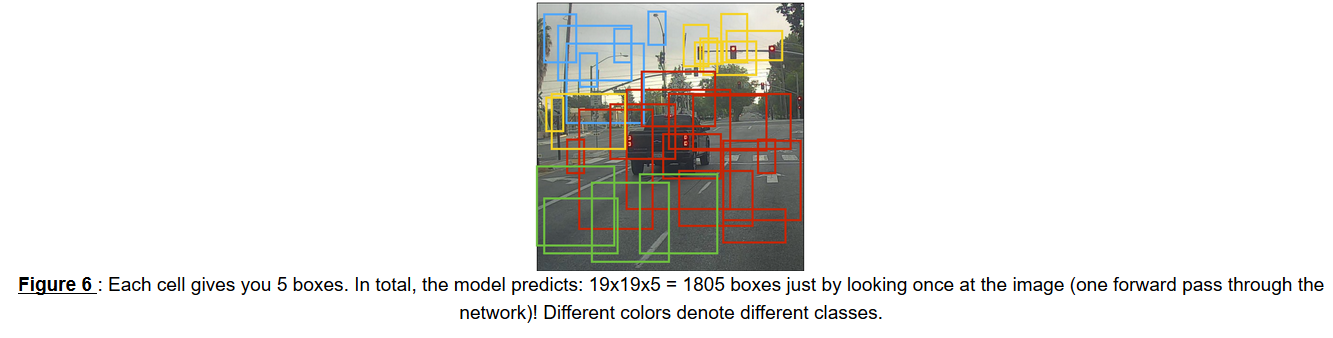 Figure 6 : Each cell gives you 5 boxes. In total, the model predicts: 19x19x5 = 1805 boxes just by looking once at the image (one forward pass through the
network)! Different colors denote different classes.